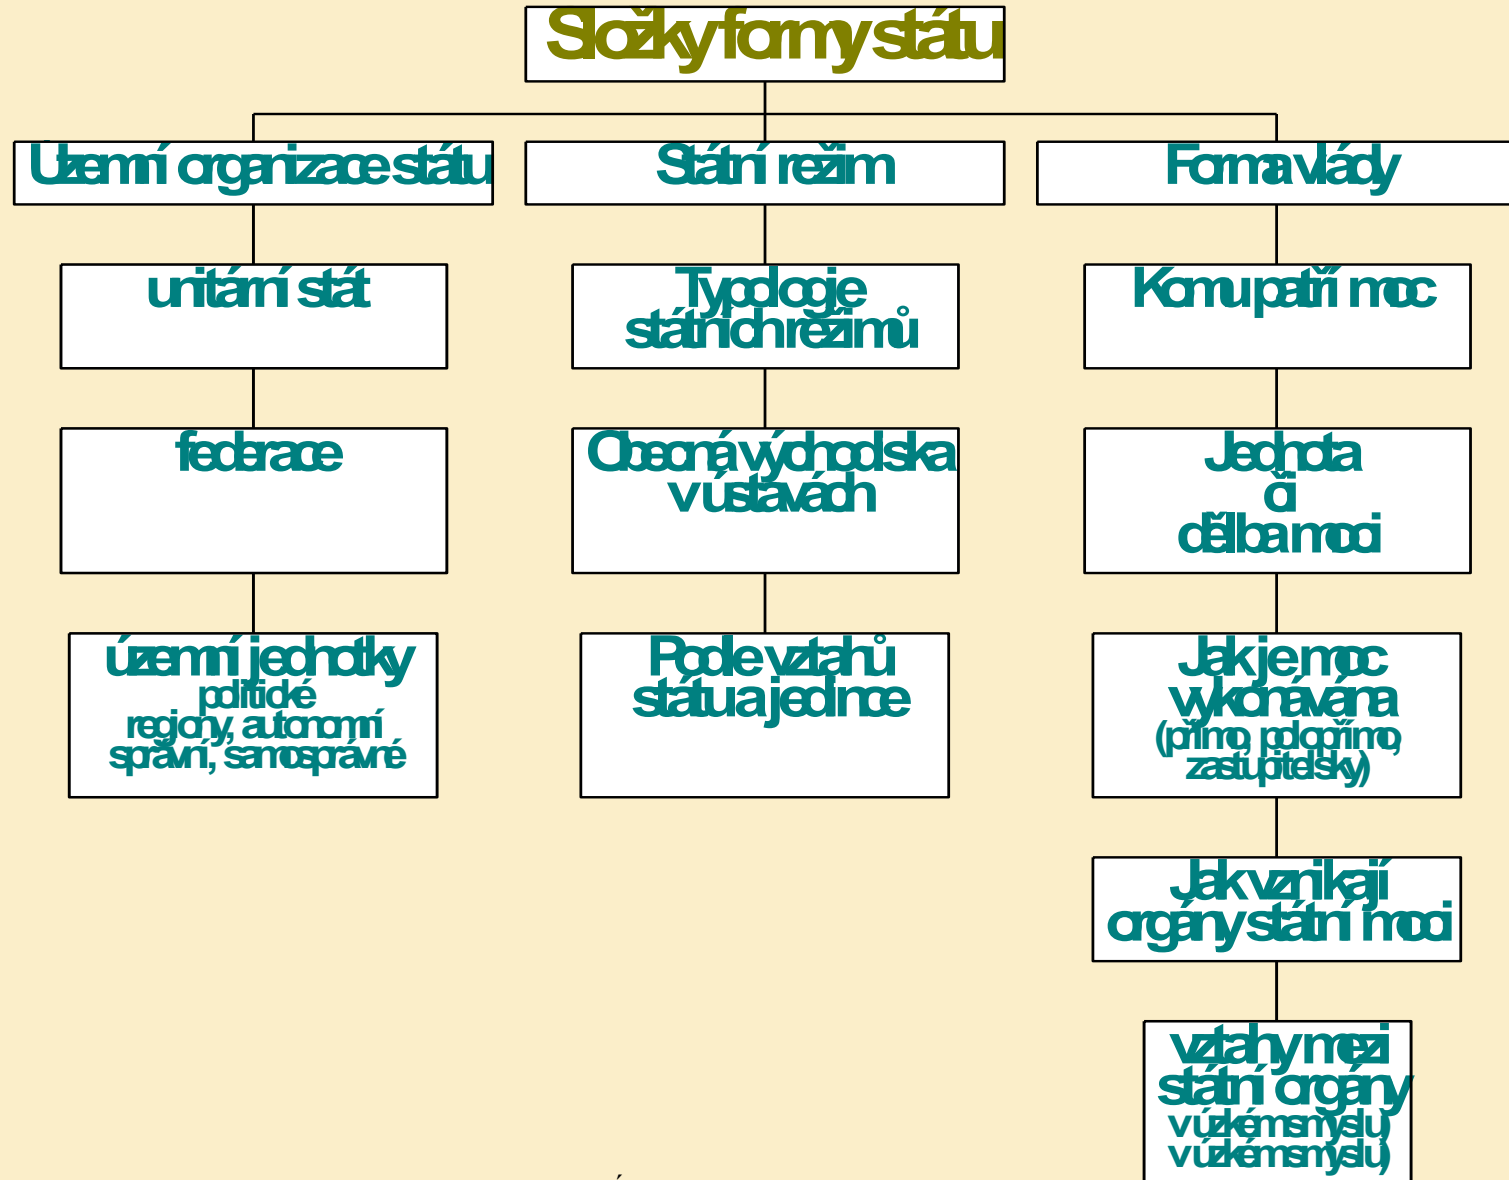 Složky formy státu
Územní organizace státu
Státní režim
Forma vlády
unitární stát
Typologie
státních režimů
Komu patří moc
federace
Obecná východiska
v ústavách
Jednota
či
dělba moci
územní jednotky
politické
regiony, autonomní
správní, samosprávné
Podle vztahů
státu a jedince
Jak je moc
vykonávána
(přímo, polopřímo,
zastupitelsky)
Jak vznikají
orgány státní moci
vztahy mezi
státní orgány
v úzkém smyslu)
v úzkém smyslu)